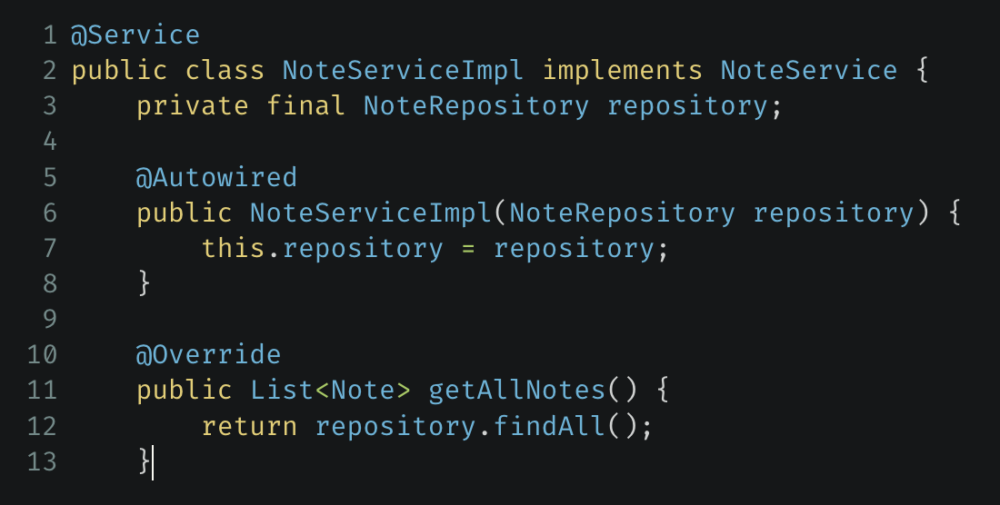 1 @Service
2 public class NoteServiceImpl implements NoteService {
3     private final NoteRepository repository;
4
5     @Autowired
6     public NoteServiceImpl(NoteRepository repository) {
7         this.repository = repository;
8     }
9
10     @Override
11     public List<Note> getAllNotes() {
12         return repository.findAll();
13     }